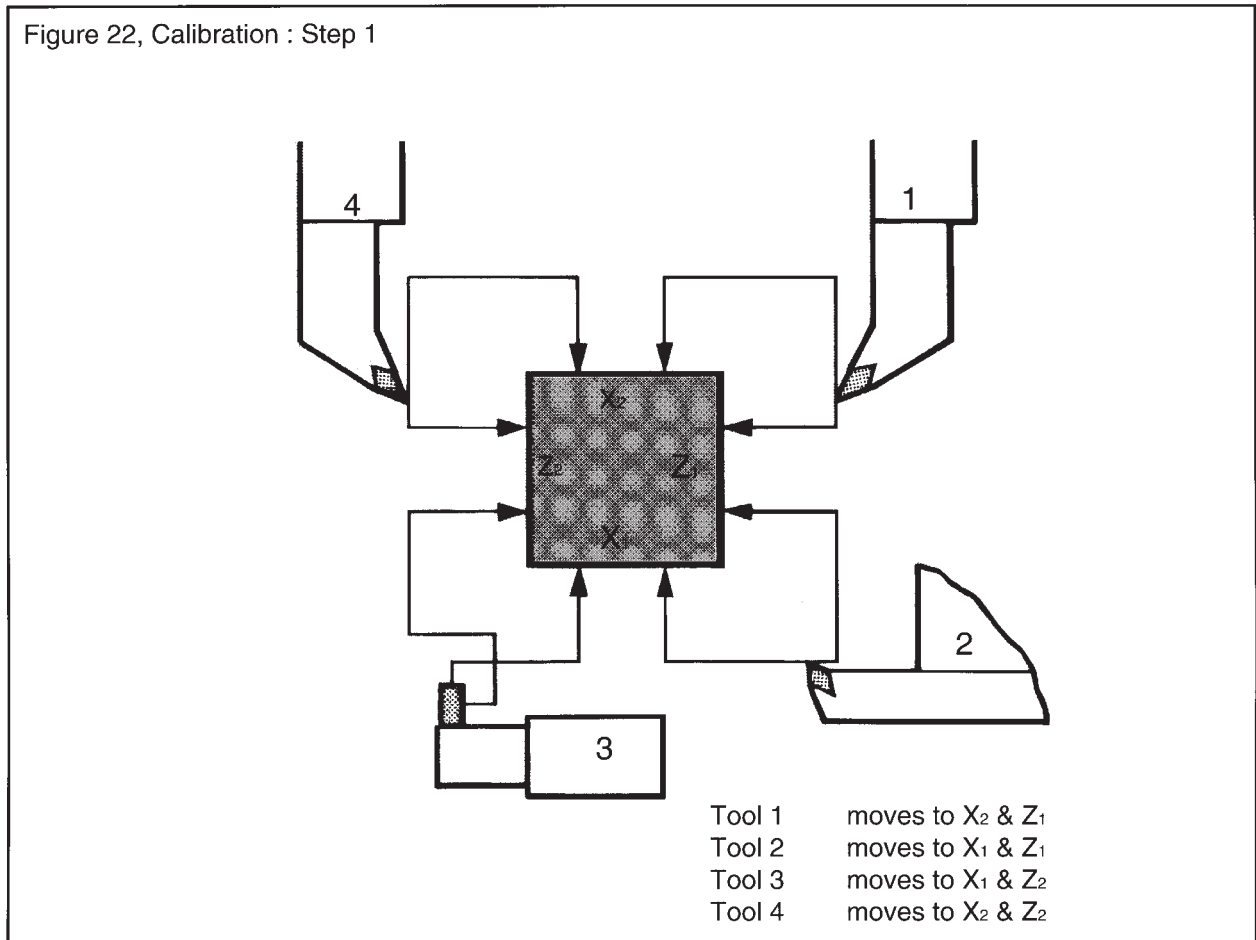 Figure 22, Calibration : Step 1
4
1
X₂
Z₂
Z₁
X₁
2
3
Tool 1 moves to X₂ & Z₁
Tool 2 moves to X₁ & Z₁
Tool 3 moves to X₁ & Z₂
Tool 4 moves to X₂ & Z₂